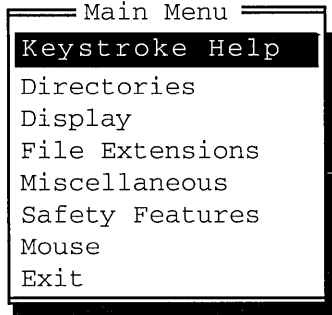 Main Menu
Keystroke Help
Directories
Display
File Extensions
Miscellaneous
Safety Features
Mouse
Exit